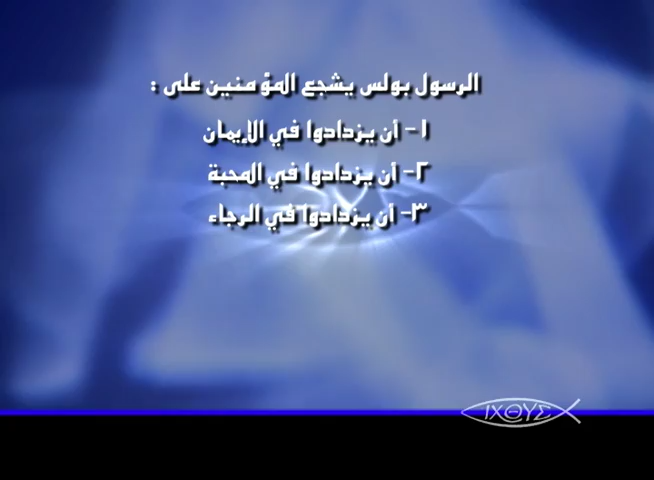 الرسول بولس يشجع المؤمنين على :
١ - أن يزدادوا في الإيمان
٢- أن يزدادوا في المحبة
٣- أن يزدادوا في الرجاء
ΙΧΘΥΣ